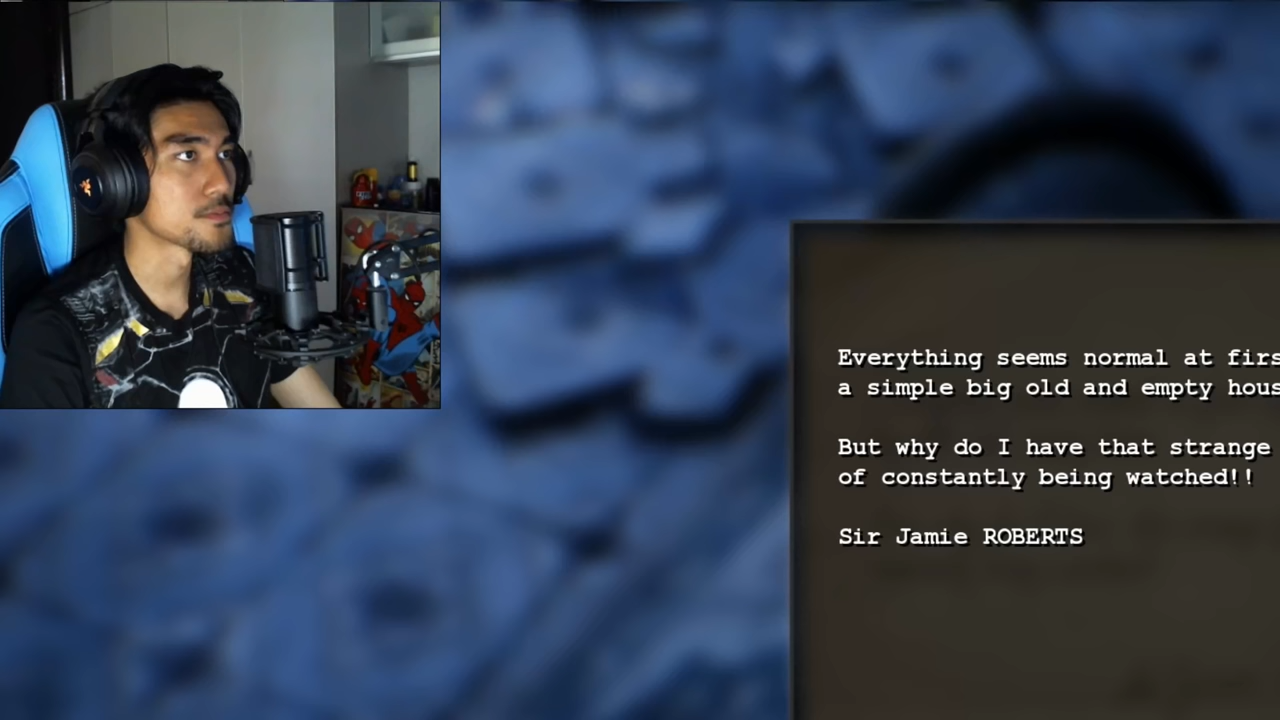 Everything seems normal at firs
a simple big old and empty hous
But why do I have that strange
of constantly being watched!!
Sir Jamie ROBERTS